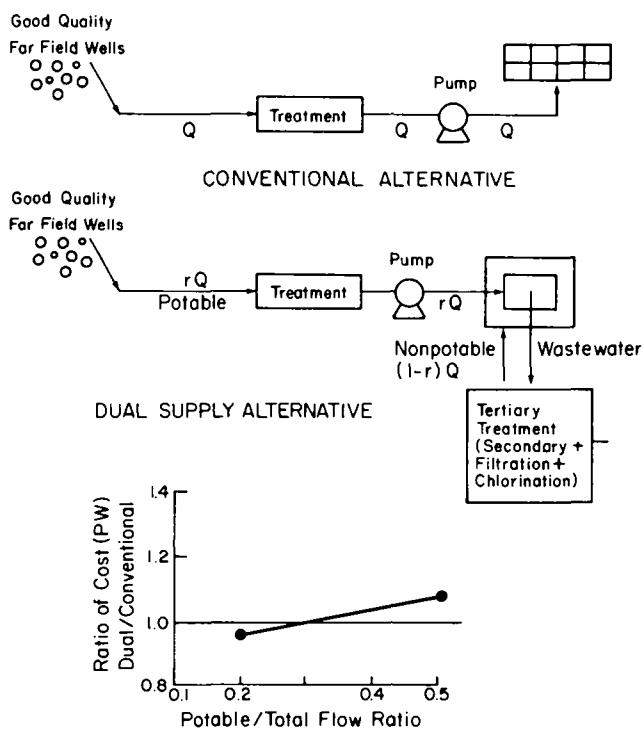 Good Quality
Far Field Wells
Q
Treatment
Q
Pump
Q
CONVENTIONAL ALTERNATIVE
Good Quality
Far Field Wells
rQ
Potable
Treatment
Pump
rQ
Nonpotable
(1-r) Q
Wastewater
DUAL SUPPLY ALTERNATIVE
Tertiary
Treatment
(Secondary +
Filtration+
Chlorination)
Ratio of Cost (PW)
Dual/Conventional
1.4
1.2
1.0
0.8
0.1 0.2 0.4 0.5
Potable/Total Flow Ratio